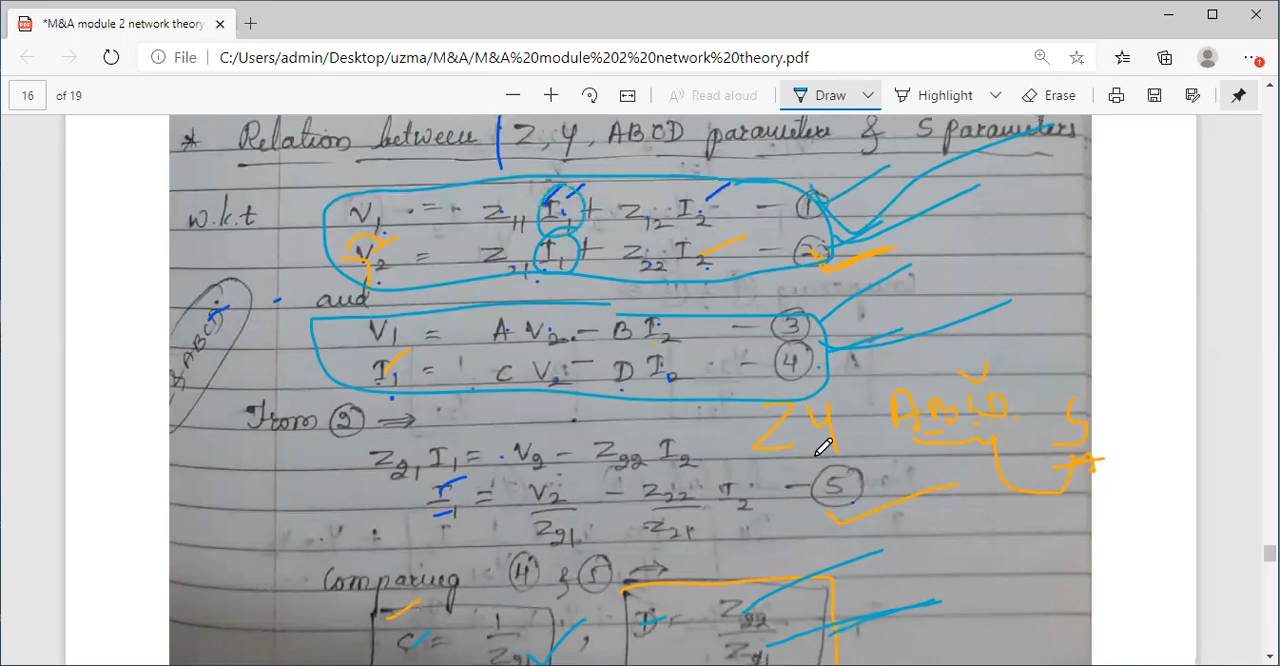 *M&A module 2 network theory
File C:/Users/admin/Desktop/uzma/M&A/M&A%20module%202%20network%20theory.pdf
16 of 19 Read aloud Draw Highlight Erase
* Relation between Z, Y, ABCD parameters & S parameters
w.k.t V₁ = Z₁₁ I₁ + Z₁₂ I₂ - ①
V₂ = Z₂₁ I₁ + Z₂₂ I₂ - ②
and
V₁ = A V₂ - B I₂ - ③
I₁ = C V₂ - D I₂ - ④
ABCD
From ② ⇒
Z Y ABCD S
Z₂₁ I₁ = V₂ - Z₂₂ I₂
I₁ = V₂/Z₂₁ - Z₂₂/Z₂₁ I₂ - ⑤
Comparing ④ & ⑤ ⇒
C = 1/Z₂₁ , D = Z₂₂/Z₂₁